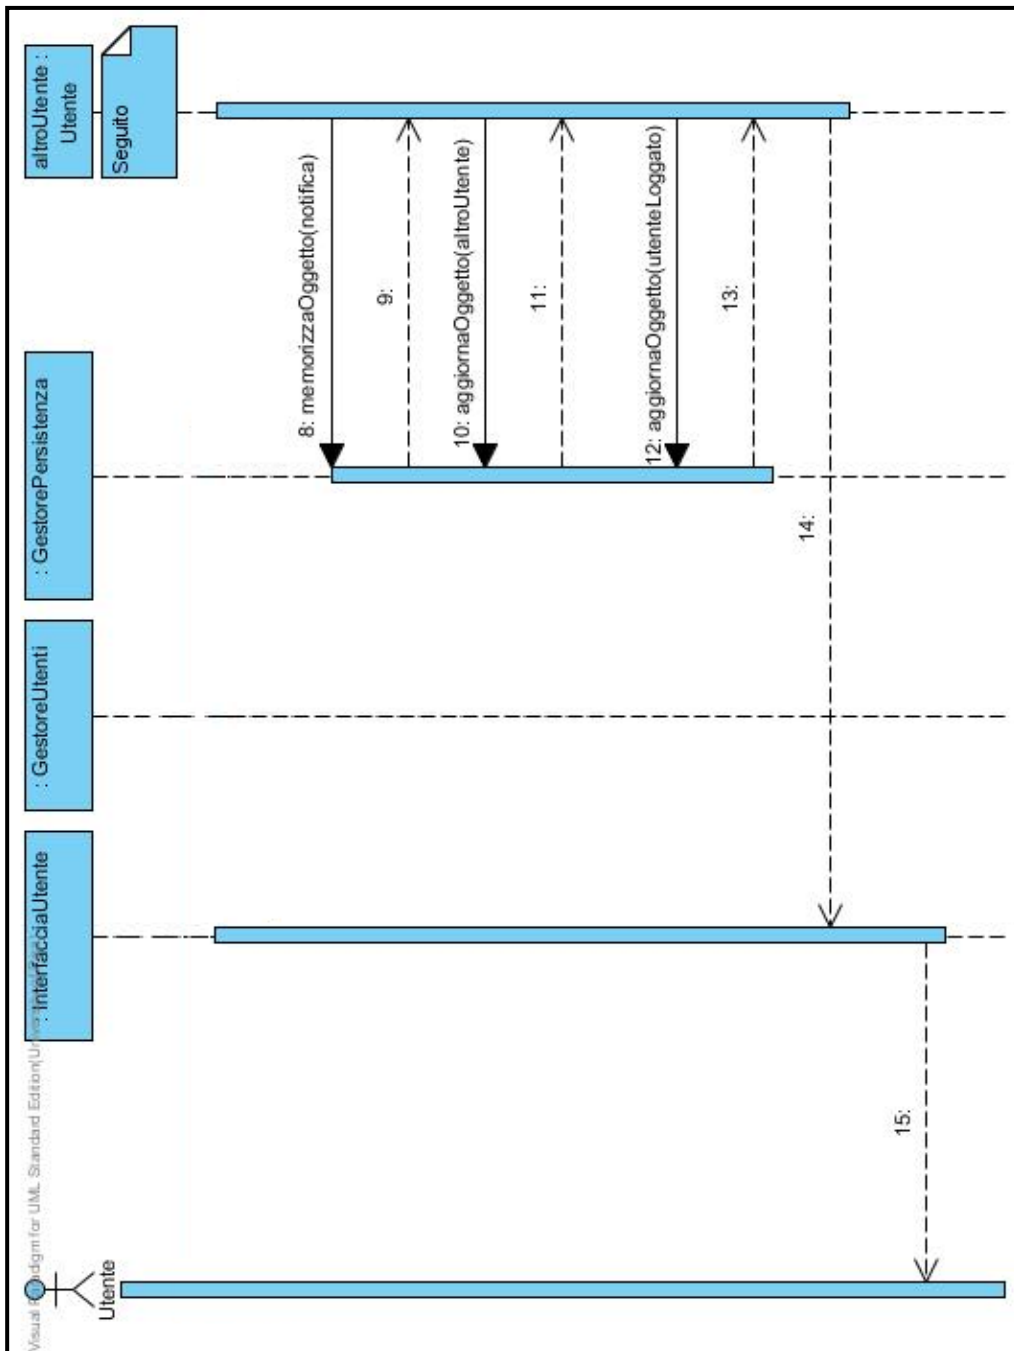 Visual Paradigm for UML Standard Edition(Univers
Utente
: InterfacciaUtente
: GestoreUtenti
: GestorePersistenza
altroUtente :
Utente
Seguito
8: memorizzaOggetto(notifica)
9:
10: aggiornaOggetto(altroUtente)
11:
12: aggiornaOggetto(utenteLoggato)
13:
14:
15: